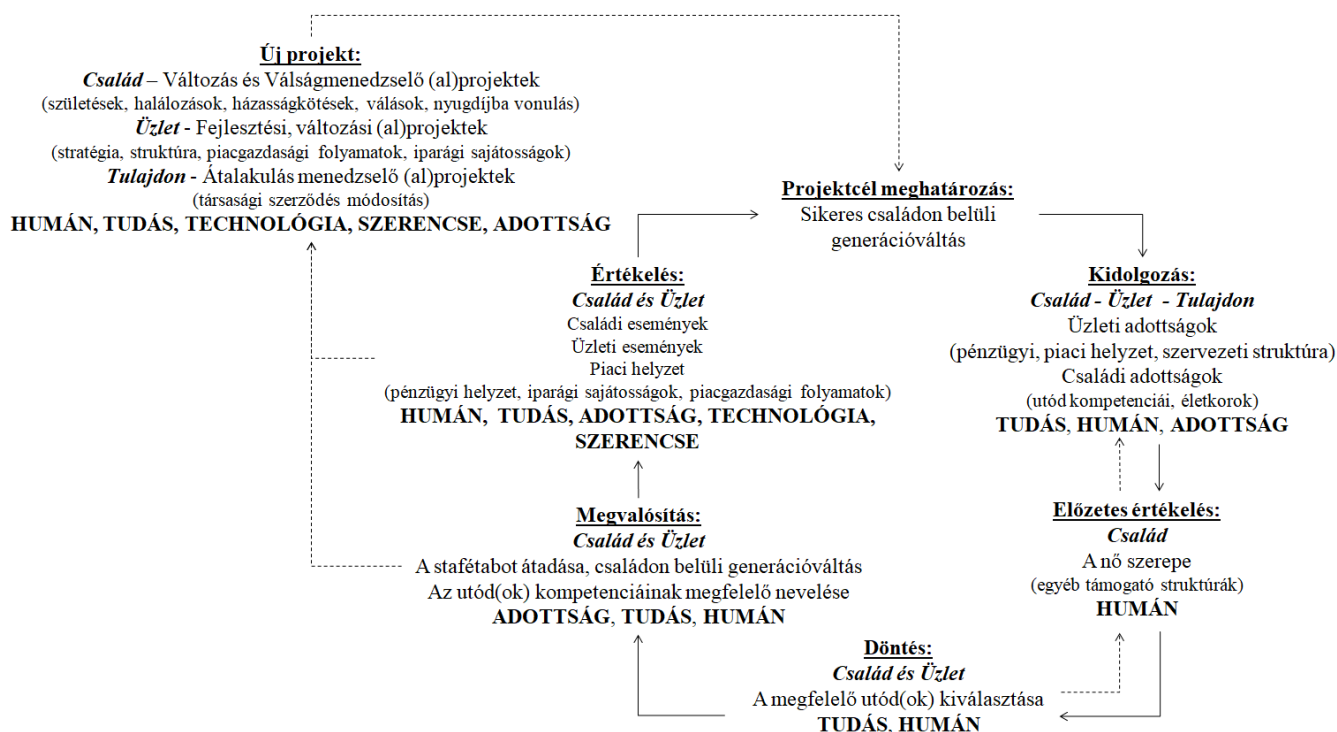 Új projekt:
Család – Változás és Válságmenedzselő (al)projektek
(születések, halálozások, házasságkötések, válások, nyugdíjba vonulás)
Üzlet - Fejlesztési, változási (al)projektek
(stratégia, struktúra, piacgazdasági folyamatok, iparági sajátosságok)
Tulajdon - Átalakulás menedzselő (al)projektek
(társasági szerződés módosítás)
HUMÁN, TUDÁS, TECHNOLÓGIA, SZERENCSE, ADOTTSÁG
Projektcél meghatározás:
Sikeres családon belüli
generációváltás
Kidolgozás:
Család - Üzlet - Tulajdon
Üzleti adottságok
(pénzügyi, piaci helyzet, szervezeti struktúra)
Családi adottságok
(utód kompetenciái, életkorok)
TUDÁS, HUMÁN, ADOTTSÁG
Előzetes értékelés:
Család
A nő szerepe
(egyéb támogató struktúrák)
HUMÁN
Döntés:
Család és Üzlet
A megfelelő utód(ok) kiválasztása
TUDÁS, HUMÁN
Megvalósítás:
Család és Üzlet
A stafétabot átadása, családon belüli generációváltás
Az utód(ok) kompetenciáinak megfelelő nevelése
ADOTTSÁG, TUDÁS, HUMÁN
Értékelés:
Család és Üzlet
Családi események
Üzleti események
Piaci helyzet
(pénzügyi helyzet, iparági sajátosságok, piacgazdasági folyamatok)
HUMÁN, TUDÁS, ADOTTSÁG, TECHNOLÓGIA,
SZERENCSE